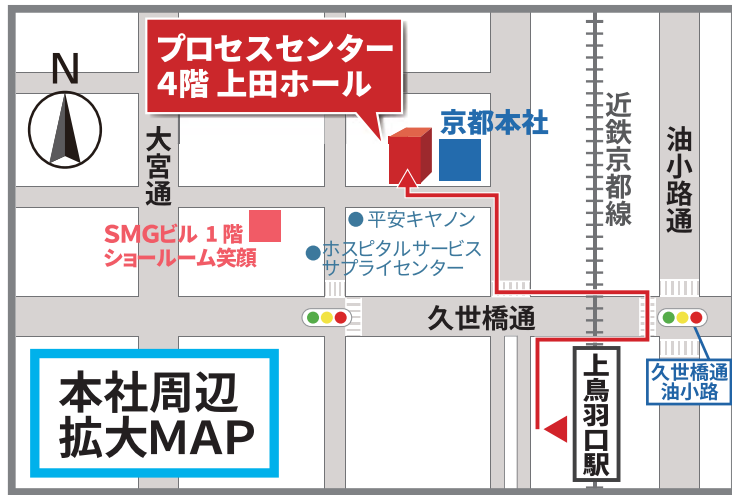 プロセスセンター
4階 上田ホール
N
京都本社
大宮通
近鉄京都線
油小路通
SMGビル 1階
ショールーム笑顔
平安キヤノン
ホスピタルサービス
サプライセンター
久世橋通
久世橋通
油小路
上鳥羽口駅
本社周辺
拡大MAP